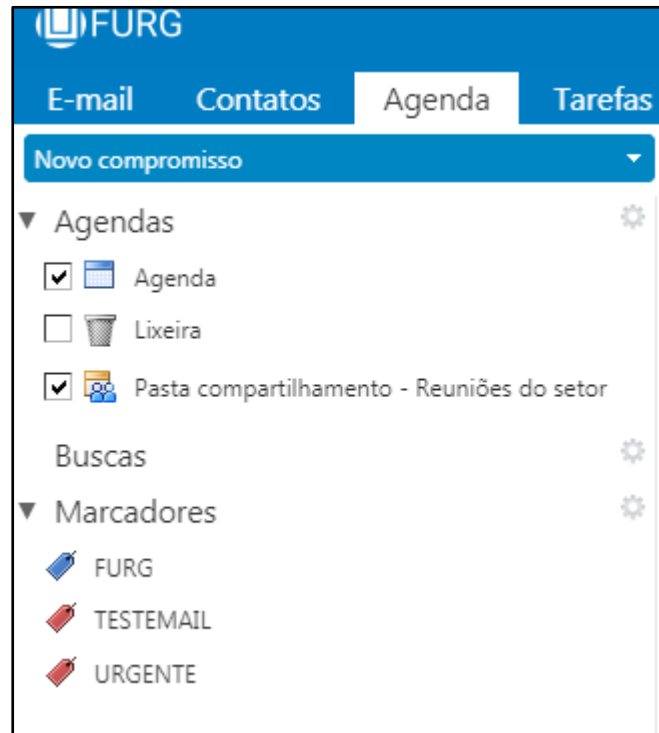 FURG
E-mail Contatos Agenda Tarefas
Novo compromisso
Agendas
Agenda
Lixeira
Pasta compartilhamento - Reuniões do setor
Buscas
Marcadores
FURG
TESTEMAIL
URGENTE